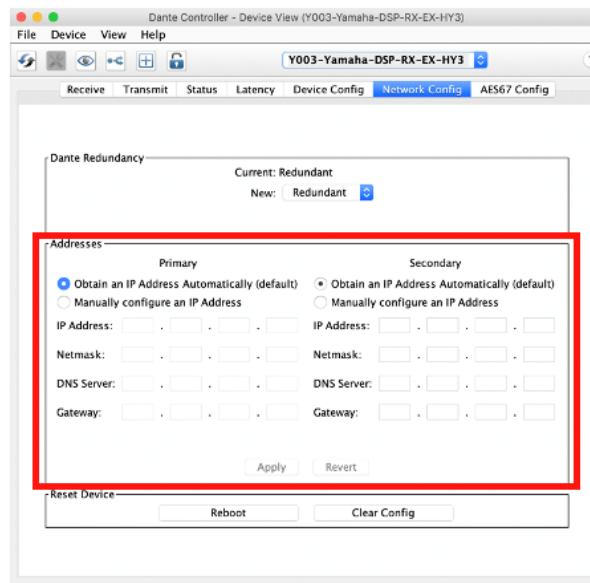 Dante Controller - Device View (Y003-Yamaha-DSP-RX-EX-HY3)
File Device View Help
Y003-Yamaha-DSP-RX-EX-HY3
Receive Transmit Status Latency Device Config Network Config AES67 Config
Dante Redundancy
Current: Redundant
New: Redundant
Addresses
Primary Secondary
Obtain an IP Address Automatically (default) Obtain an IP Address Automatically (default)
Manually configure an IP Address Manually configure an IP Address
IP Address: . . . IP Address: . . .
Netmask: . . . Netmask: . . .
DNS Server: . . . DNS Server: . . .
Gateway: . . . Gateway: . . .
Apply Revert
Reset Device
Reboot Clear Config